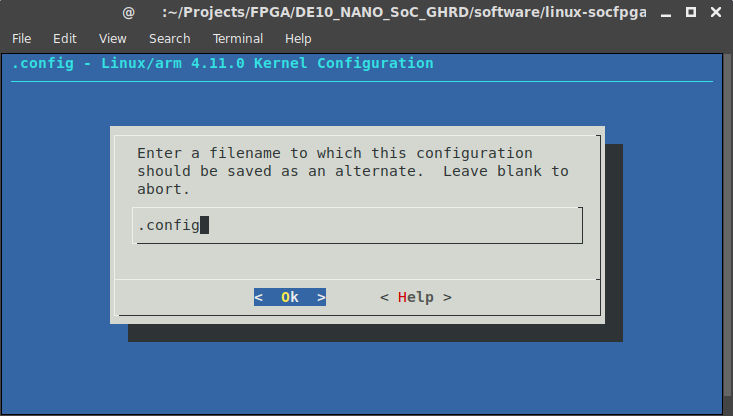 @ :~/Projects/FPGA/DE10_NANO_SoC_GHRD/software/linux-socfpga
File Edit View Search Terminal Help
.config - Linux/arm 4.11.0 Kernel Configuration
Enter a filename to which this configuration
should be saved as an alternate.  Leave blank to
abort.
.config
<  Ok  > < Help >